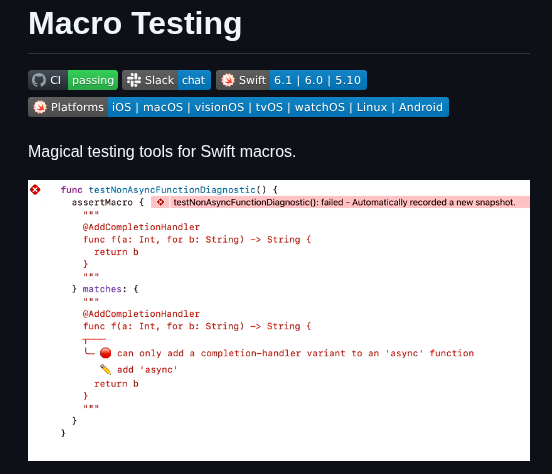 Macro Testing
CI passing Slack chat Swift 6.1 | 6.0 | 5.10
Platforms iOS | macOS | visionOS | tvOS | watchOS | Linux | Android
Magical testing tools for Swift macros.
func testNonAsyncFunctionDiagnostic() {
assertMacro { testNonAsyncFunctionDiagnostic(): failed - Automatically recorded a new snapshot.
"""
@AddCompletionHandler
func f(a: Int, for b: String) -> String {
return b
}
"""
} matches: {
"""
@AddCompletionHandler
func f(a: Int, for b: String) -> String {
can only add a completion-handler variant to an 'async' function
add 'async'
return b
}
"""
}
}